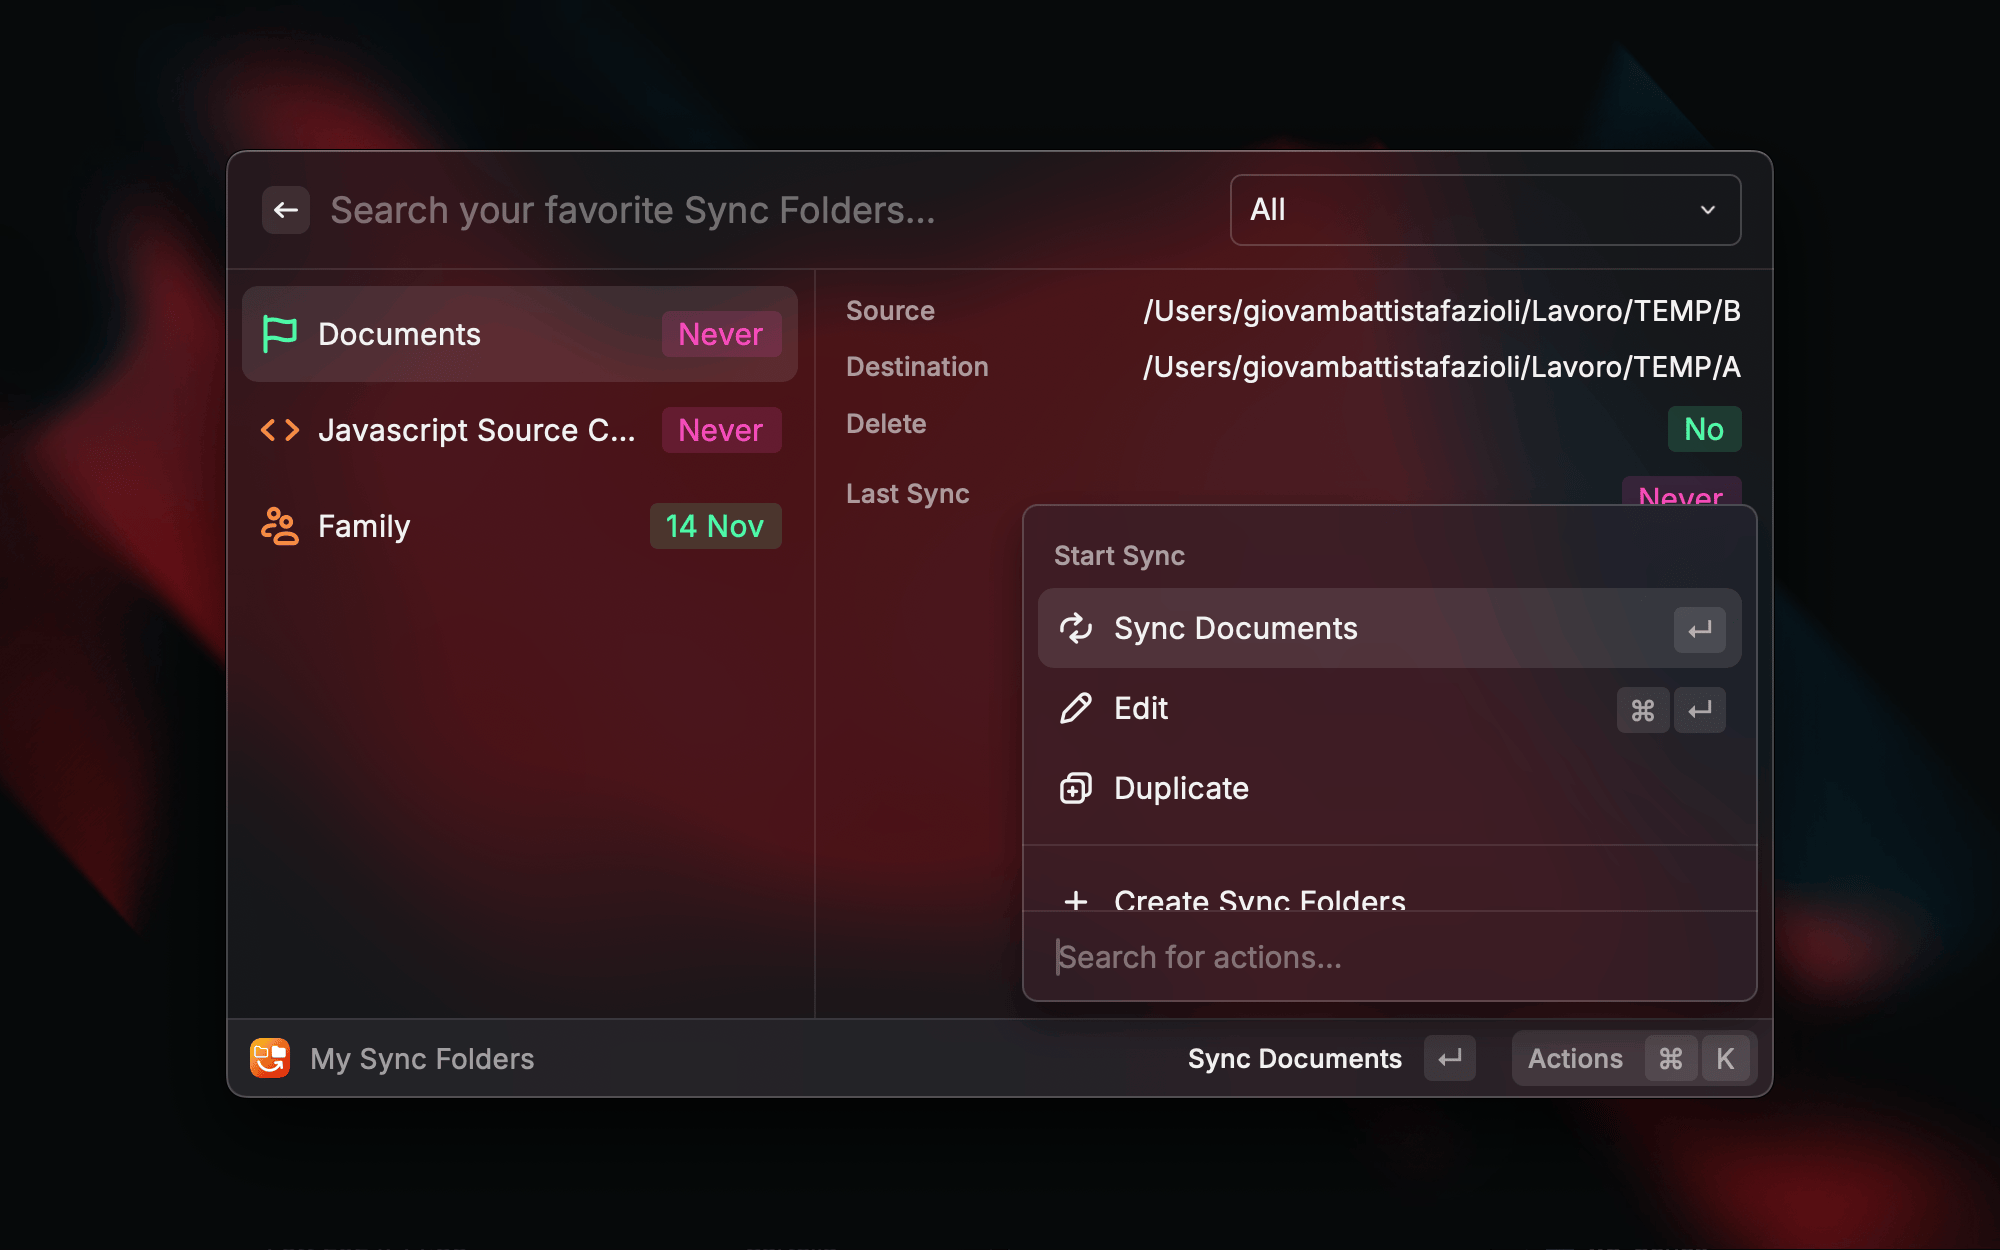 Search your favorite Sync Folders...
All
Documents
Never
Javascript Source C...
Never
Family
14 Nov
Source
/Users/giovambattistafazioli/Lavoro/TEMP/B
Destination
/Users/giovambattistafazioli/Lavoro/TEMP/A
Delete
No
Last Sync
Never
Start Sync
Sync Documents
Edit
⌘
Duplicate
Create Sync Folders
Search for actions...
My Sync Folders
Sync Documents
Actions ⌘ K